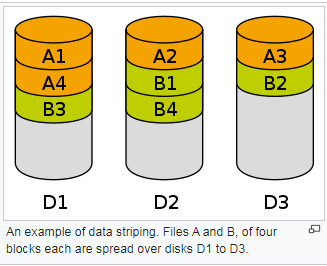 A1 A2 A3
A4 B1 B2
B3 B4
D1 D2 D3
An example of data striping. Files A and B, of four
blocks each are spread over disks D1 to D3.